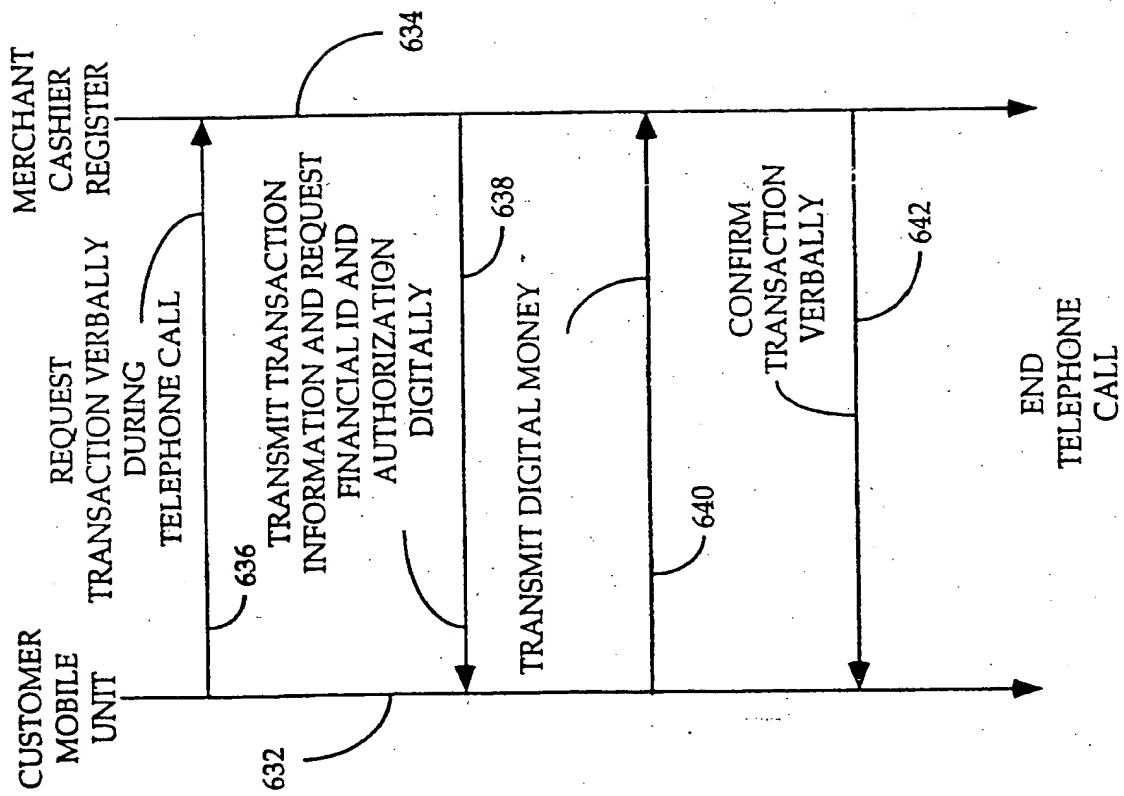 CUSTOMER
MOBILE
UNIT
REQUEST
TRANSACTION VERBALLY
DURING
TELEPHONE CALL
MERCHANT
CASHIER
REGISTER
632
634
636
TRANSMIT TRANSACTION
INFORMATION AND REQUEST
FINANCIAL ID AND
AUTHORIZATION
DIGITALLY
638
TRANSMIT DIGITAL MONEY
640
CONFIRM
TRANSACTION
VERBALLY
642
END
TELEPHONE
CALL